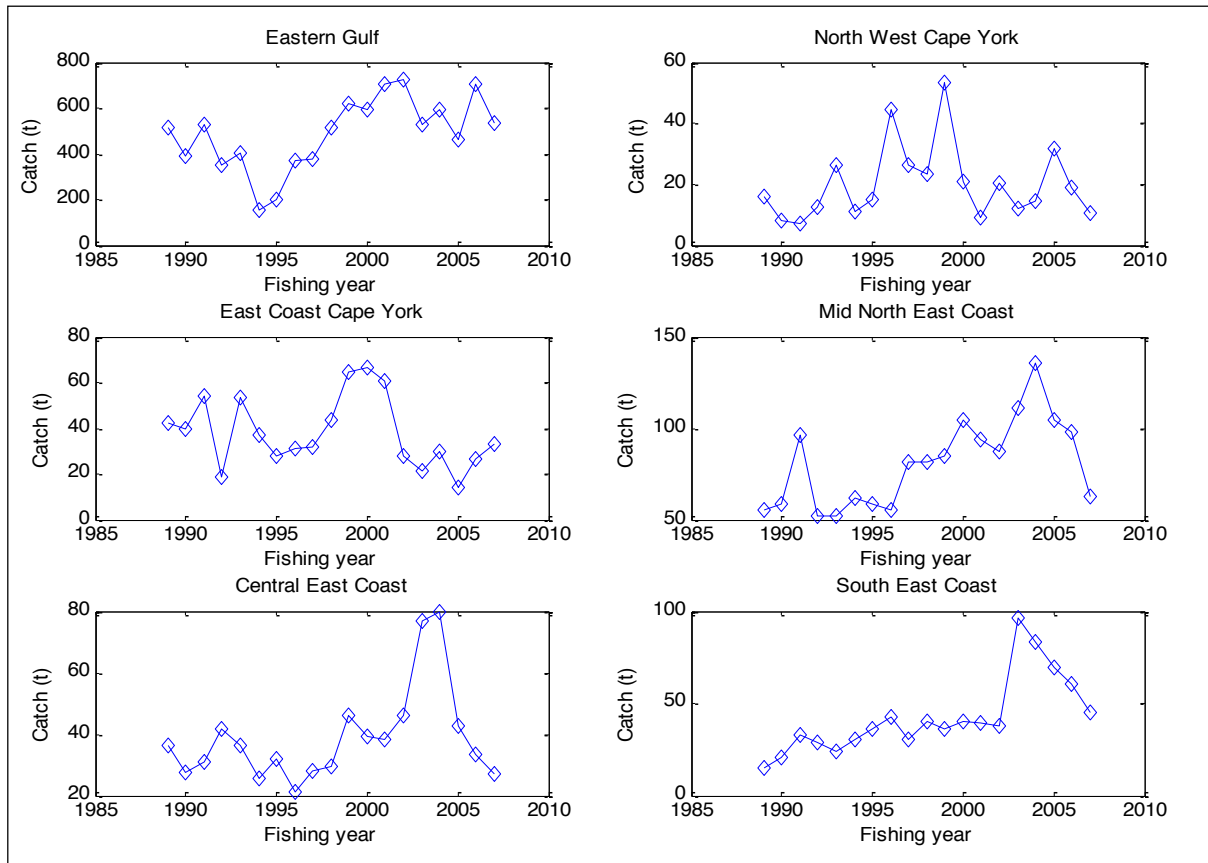 Eastern Gulf
800
600
400
200
0
Catch (t)
1985 1990 1995 2000 2005 2010
Fishing year
North West Cape York
60
40
20
0
Catch (t)
1985 1990 1995 2000 2005 2010
Fishing year
East Coast Cape York
80
60
40
20
0
Catch (t)
1985 1990 1995 2000 2005 2010
Fishing year
Mid North East Coast
150
100
50
Catch (t)
1985 1990 1995 2000 2005 2010
Fishing year
Central East Coast
80
60
40
20
Catch (t)
1985 1990 1995 2000 2005 2010
Fishing year
South East Coast
100
50
0
Catch (t)
1985 1990 1995 2000 2005 2010
Fishing year